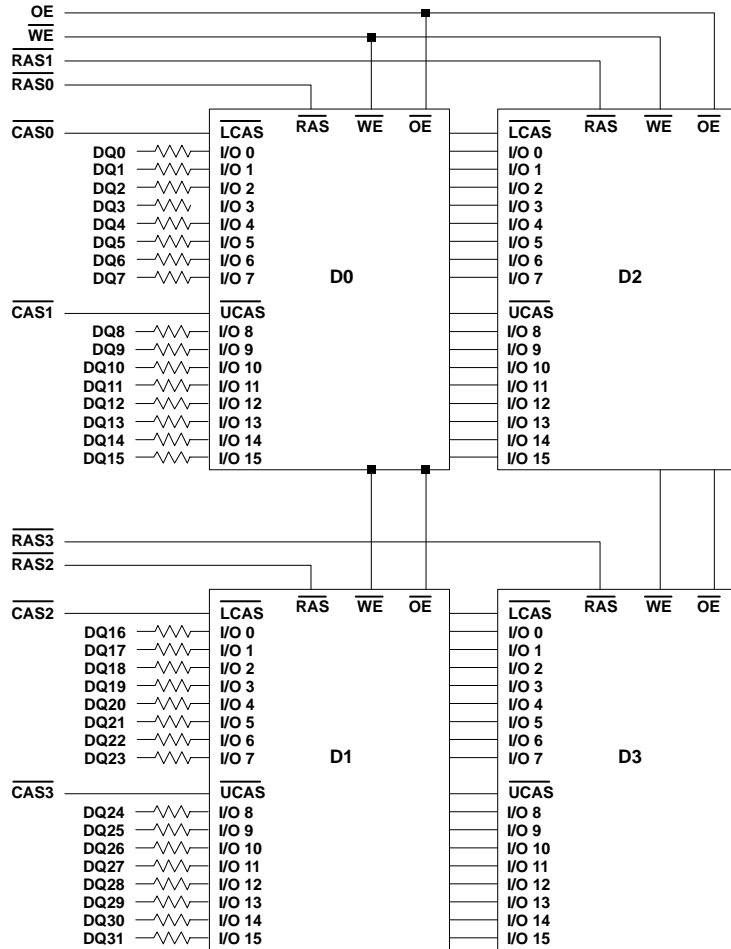 OE
WE
RAS1
RAS0
CAS0 LCAS RAS WE OE LCAS RAS WE OE
DQ0 I/O 0 I/O 0
DQ1 I/O 1 I/O 1
DQ2 I/O 2 I/O 2
DQ3 I/O 3 I/O 3
DQ4 I/O 4 I/O 4
DQ5 I/O 5 I/O 5
DQ6 I/O 6 I/O 6
DQ7 I/O 7 D0 I/O 7 D2
CAS1 UCAS UCAS
DQ8 I/O 8 I/O 8
DQ9 I/O 9 I/O 9
DQ10 I/O 10 I/O 10
DQ11 I/O 11 I/O 11
DQ12 I/O 12 I/O 12
DQ13 I/O 13 I/O 13
DQ14 I/O 14 I/O 14
DQ15 I/O 15 I/O 15
RAS3
RAS2
CAS2 LCAS RAS WE OE LCAS RAS WE OE
DQ16 I/O 0 I/O 0
DQ17 I/O 1 I/O 1
DQ18 I/O 2 I/O 2
DQ19 I/O 3 I/O 3
DQ20 I/O 4 I/O 4
DQ21 I/O 5 I/O 5
DQ22 I/O 6 I/O 6
DQ23 I/O 7 D1 I/O 7 D3
CAS3 UCAS UCAS
DQ24 I/O 8 I/O 8
DQ25 I/O 9 I/O 9
DQ26 I/O 10 I/O 10
DQ27 I/O 11 I/O 11
DQ28 I/O 12 I/O 12
DQ29 I/O 13 I/O 13
DQ30 I/O 14 I/O 14
DQ31 I/O 15 I/O 15